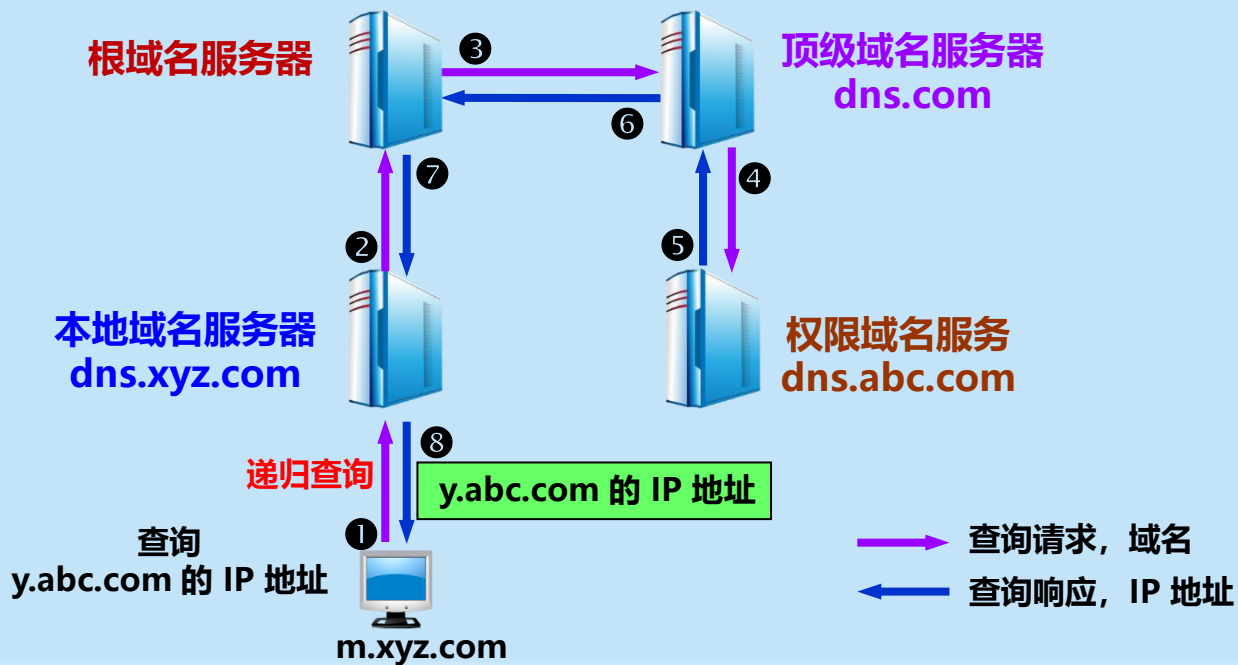 根域名服务器
❸
顶级域名服务器
dns.com
❻
❼
❹
❷
❺
本地域名服务器
dns.xyz.com
权限域名服务
dns.abc.com
递归查询
❽
y.abc.com 的 IP 地址
❶
查询
y.abc.com 的 IP 地址
m.xyz.com
查询请求，域名
查询响应，IP 地址